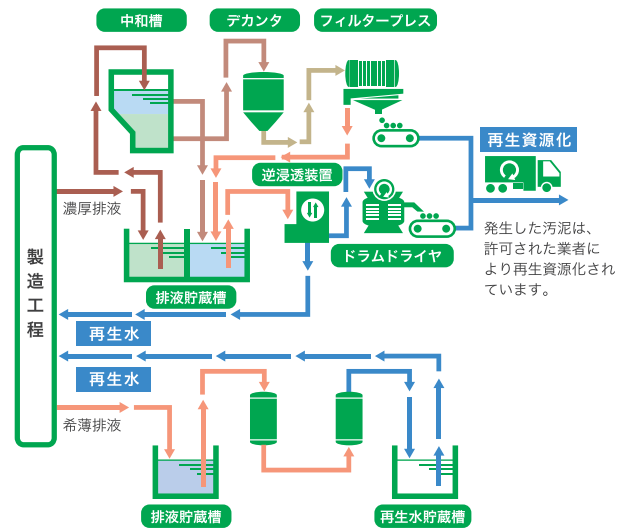 中和槽
デカンタ
フィルタープレス
再生資源化
逆浸透装置
濃厚排液
発生した汚泥は、
許可された業者に
より再生資源化され
ています。
ドラムドライヤ
製造工程
排液貯蔵槽
再生水
再生水
希薄排液
排液貯蔵槽
再生水貯蔵槽